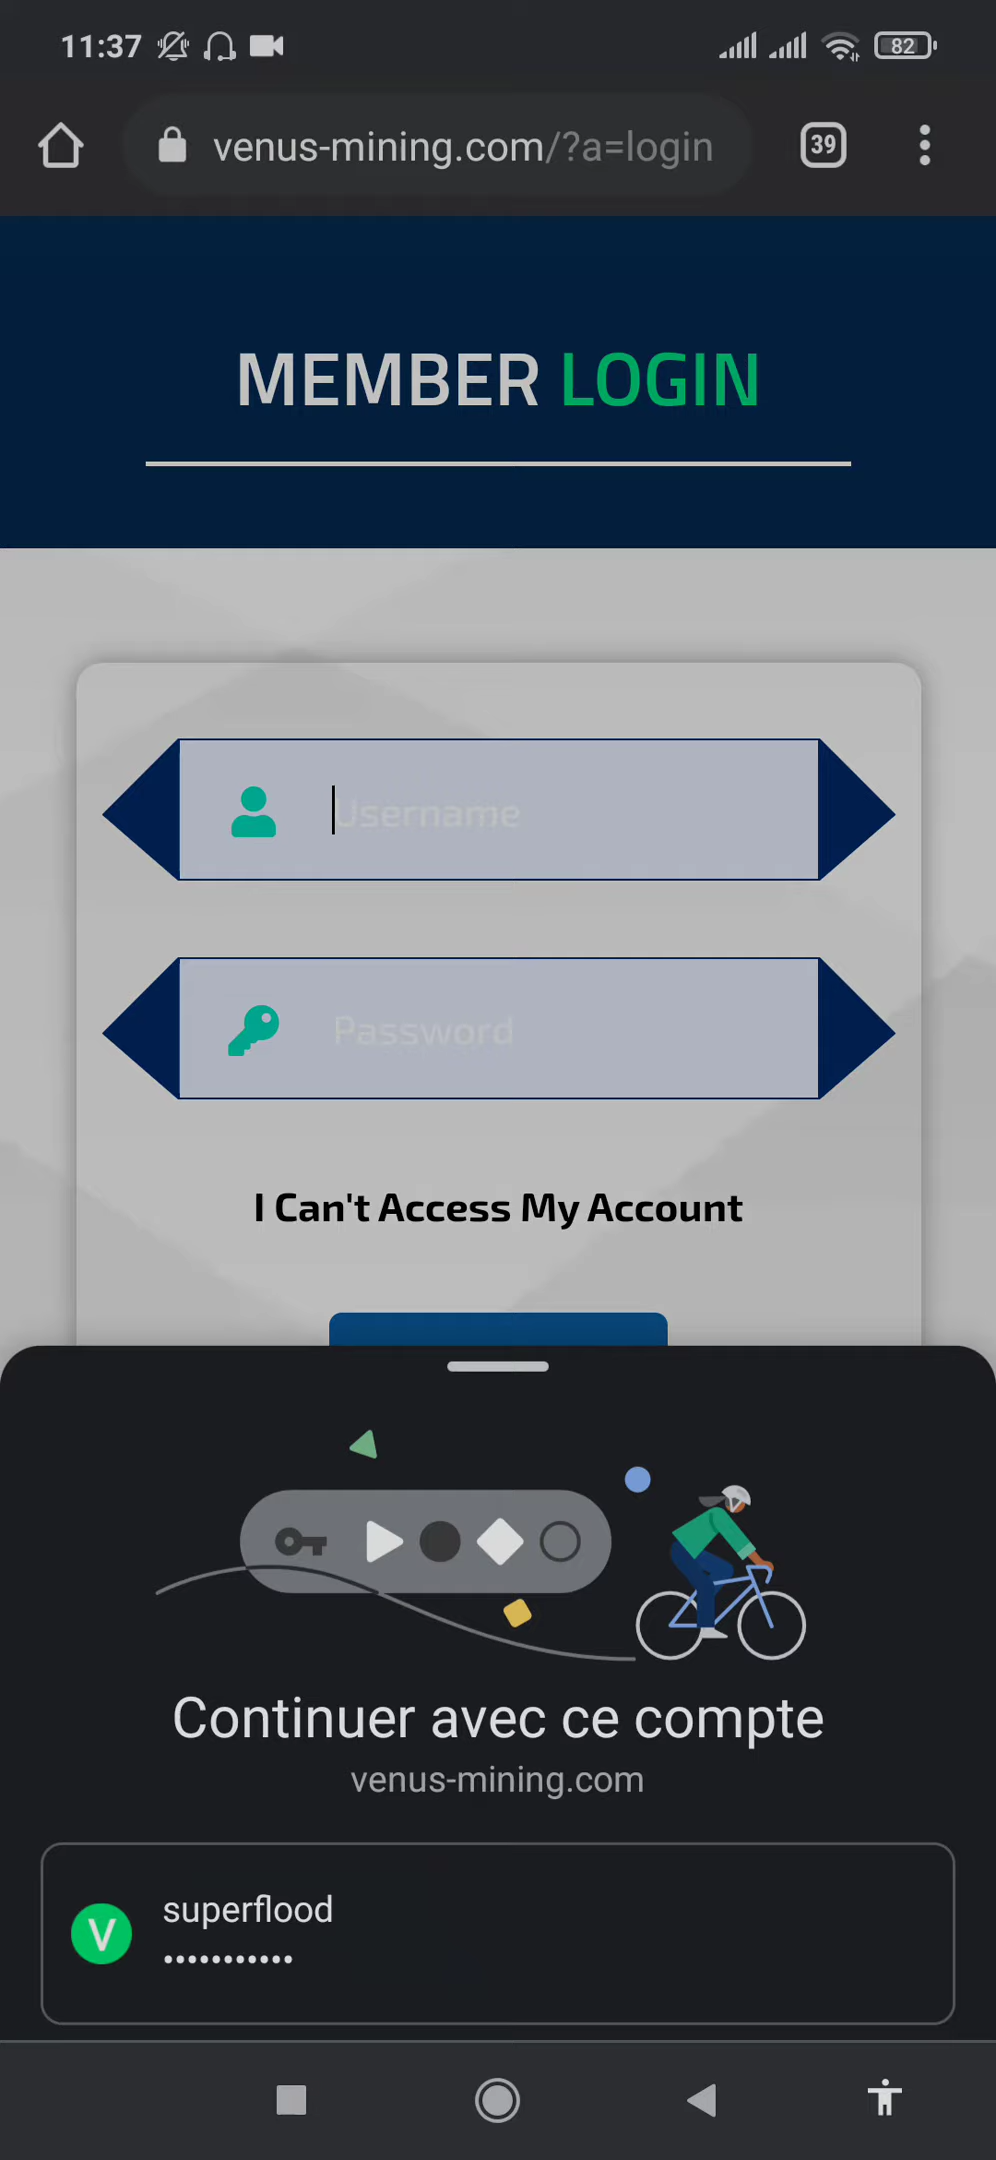 11:37
82
venus-mining.com/?a=login
39
MEMBER LOGIN
Username
Password
I Can't Access My Account
Continuer avec ce compte
venus-mining.com
V
superflood
•••••••••••